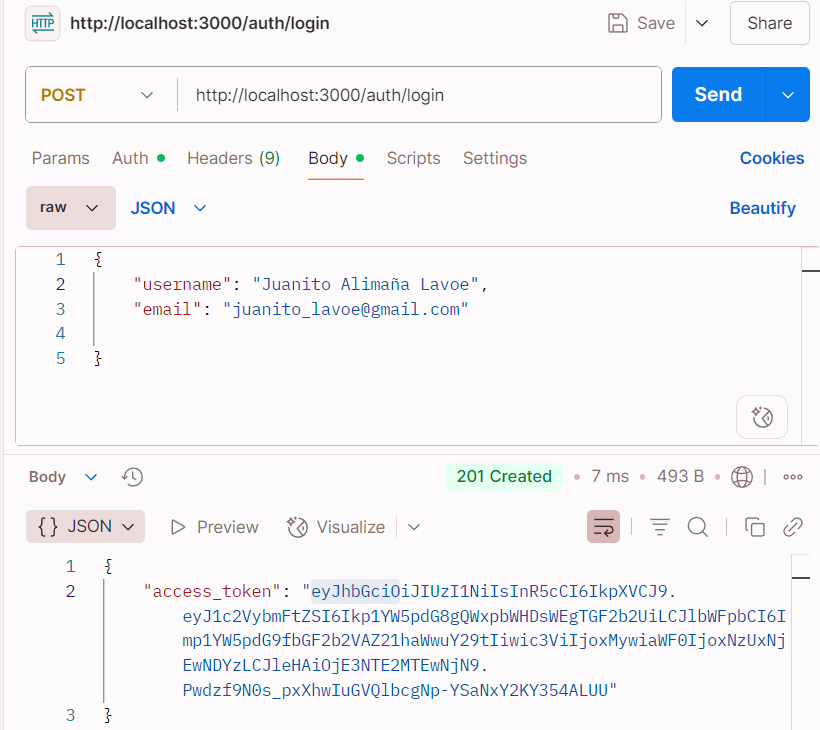 HTTP http://localhost:3000/auth/login Save Share
POST http://localhost:3000/auth/login Send
Params Auth Headers (9) Body Scripts Settings Cookies
raw JSON Beautify
1 {
2 "username": "Juanito Alimaña Lavoe",
3 "email": "juanito_lavoe@gmail.com"
4
5 }
Body 201 Created • 7 ms • 493 B •
{} JSON Preview Visualize
1 {
2 "access_token": "eyJhbGciOiJIUzI1NiIsInR5cCI6IkpXVCJ9.
eyJ1c2VybmFtZSI6Ikp1YW5pdG8gQWxpbWHDsWEgTGF2b2UiLCJlbWFpbCI6I
mp1YW5pdG9fbGF2b2VAZ21haWwuY29tIiwic3ViIjoxMywiaWF0IjoxNzUxNj
EwNDYzLCJleHAiOjE3NTE2MTEwNjN9.
Pwdzf9N0s_pxXhwIuGVQlbcgNp-YSaNxY2KY354ALUU"
3 }